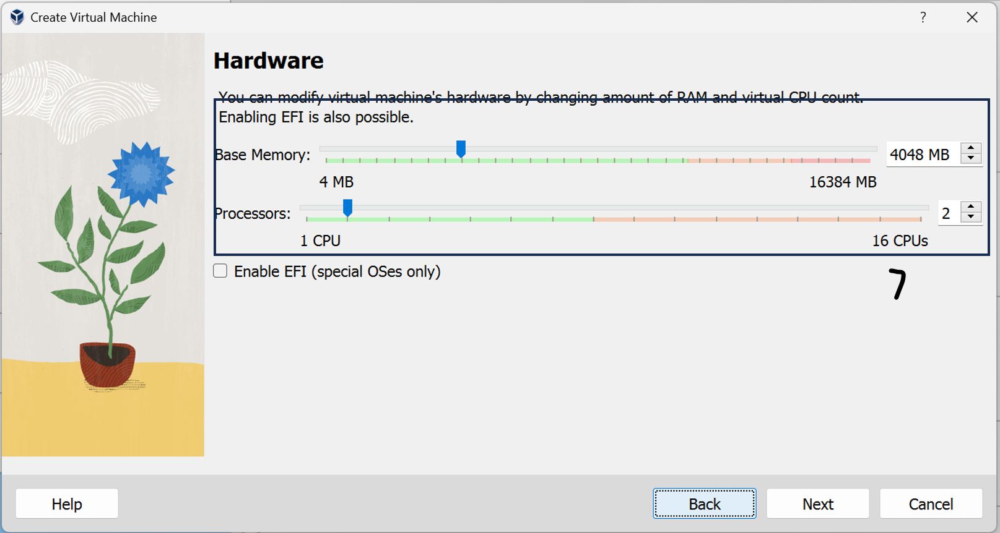 Create Virtual Machine
?
Hardware
You can modify virtual machine's hardware by changing amount of RAM and virtual CPU count.
Enabling EFI is also possible.
Base Memory:
4048 MB
4 MB
16384 MB
Processors:
2
1 CPU
16 CPUs
Enable EFI (special OSes only)
7
Help
Back
Next
Cancel